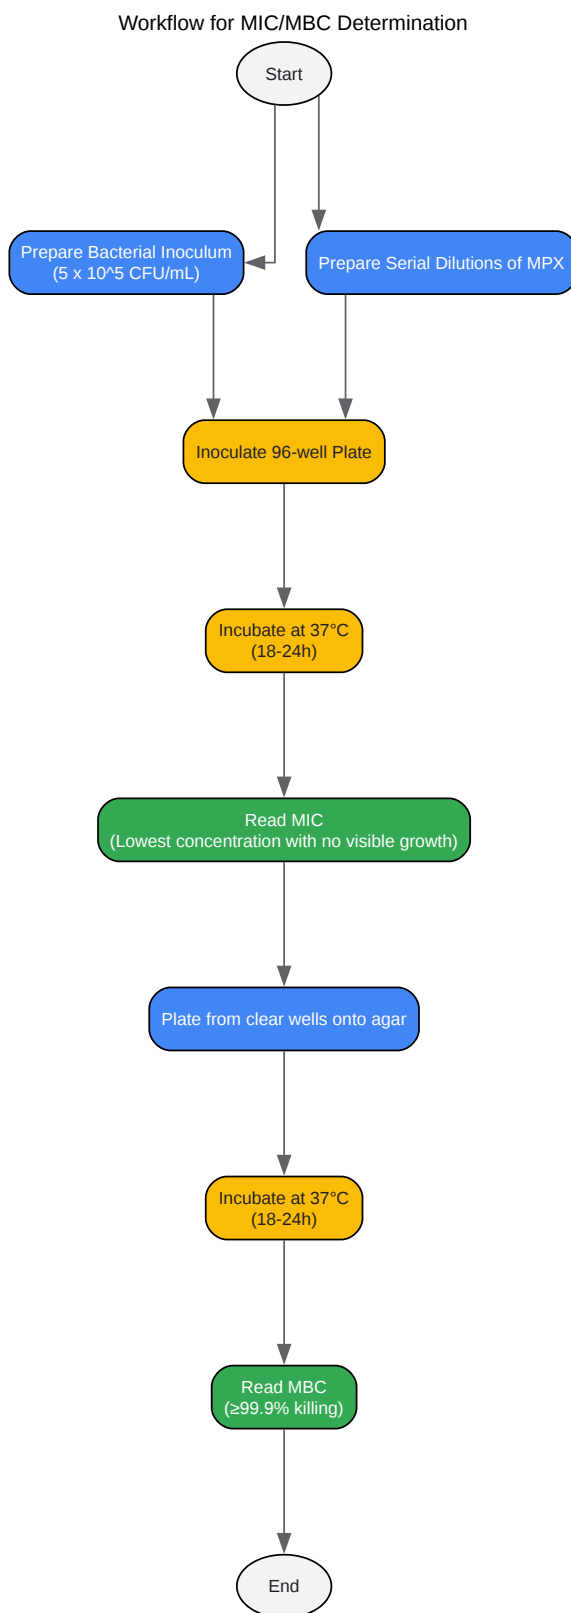 Workflow for MIC/MBC Determination
Start
Prepare Bacterial Inoculum
(5 x 10^5 CFU/mL)
Prepare Serial Dilutions of MPX
Inoculate 96-well Plate
Incubate at 37°C
(18-24h)
Read MIC
(Lowest concentration with no visible growth)
Plate from clear wells onto agar
Incubate at 37°C
(18-24h)
Read MBC
(≥99.9% killing)
End